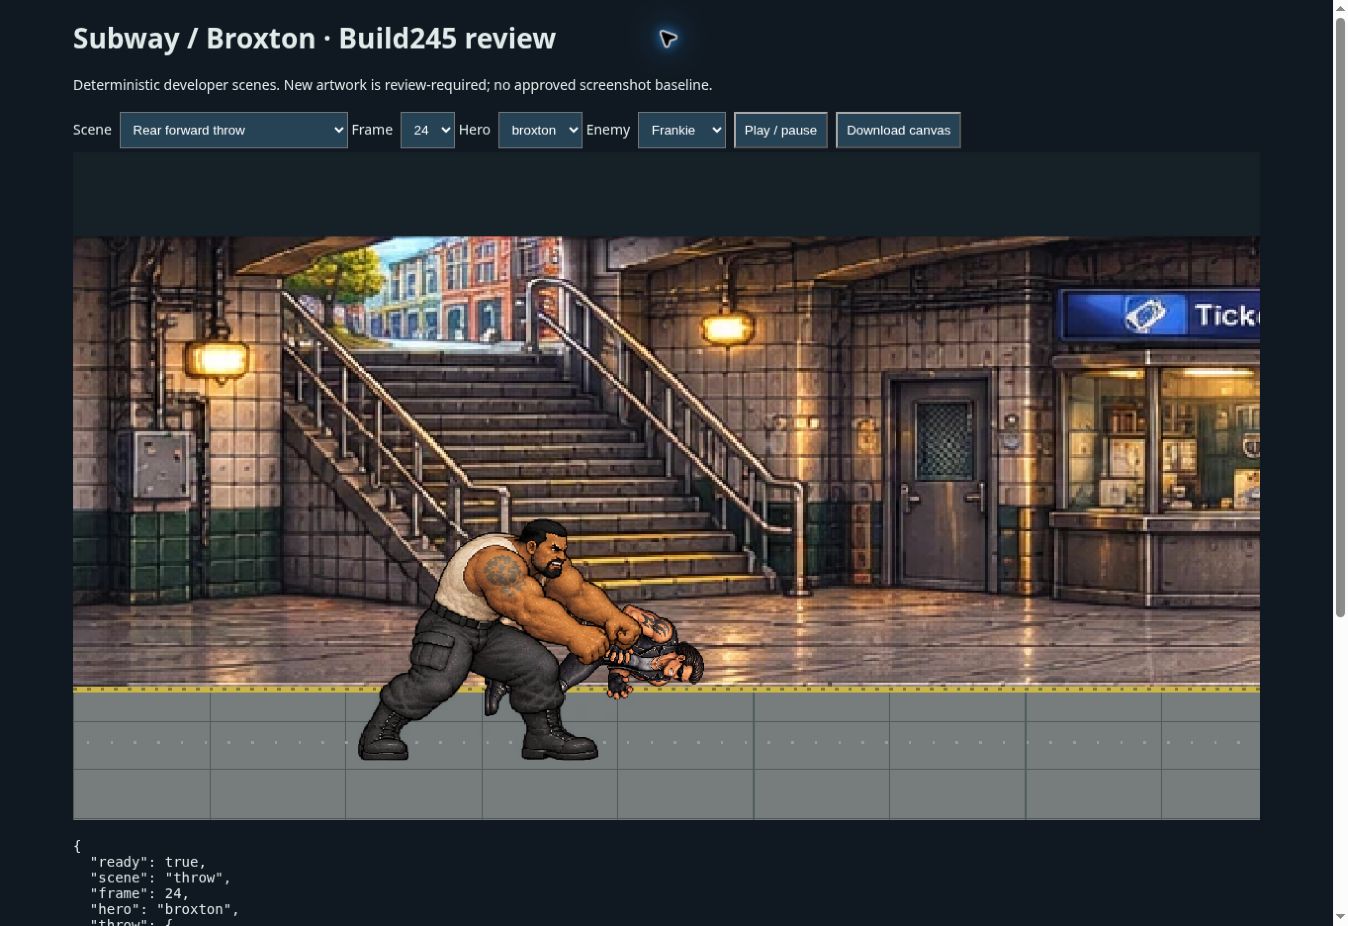 Subway / Broxton · Build245 review
Deterministic developer scenes. New artwork is review-required; no approved screenshot baseline.
Scene Rear forward throw Frame 24 Hero broxton Enemy Frankie Play / pause Download canvas
{
"ready": true,
"scene": "throw",
"frame": 24,
"hero": "broxton",
"throw": {